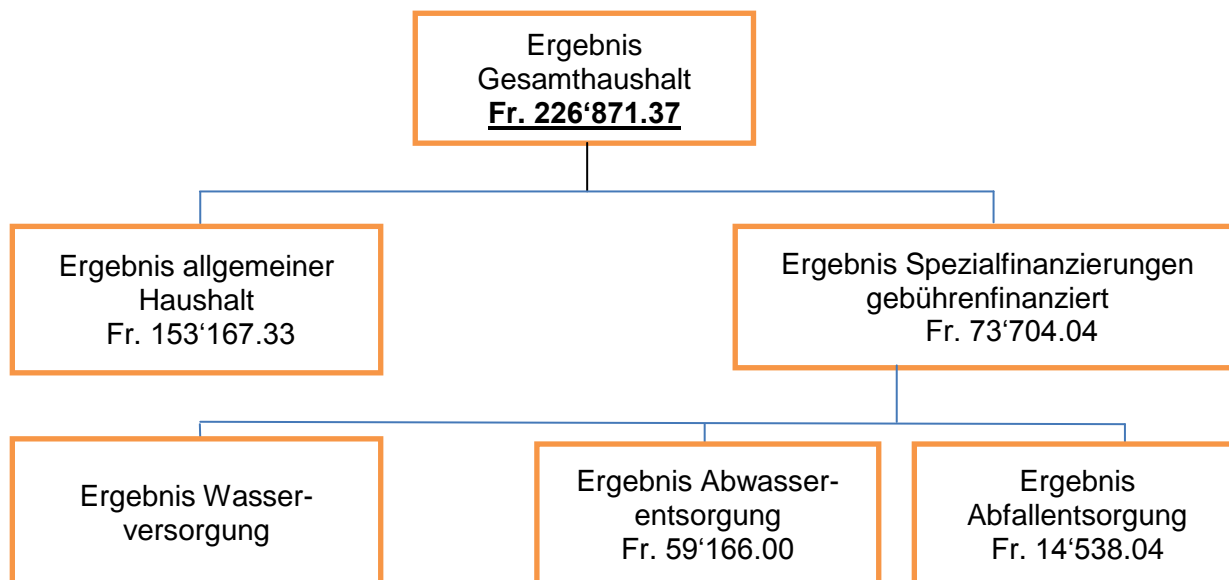 Ergebnis
Gesamthaushalt
Fr. 226‘871.37
Ergebnis allgemeiner
Haushalt
Fr. 153‘167.33
Ergebnis Spezialfinanzierungen
gebührenfinanziert
Fr. 73‘704.04
Ergebnis Wasser-
versorgung
Ergebnis Abwasser-
entsorgung
Fr. 59‘166.00
Ergebnis
Abfallentsorgung
Fr. 14‘538.04